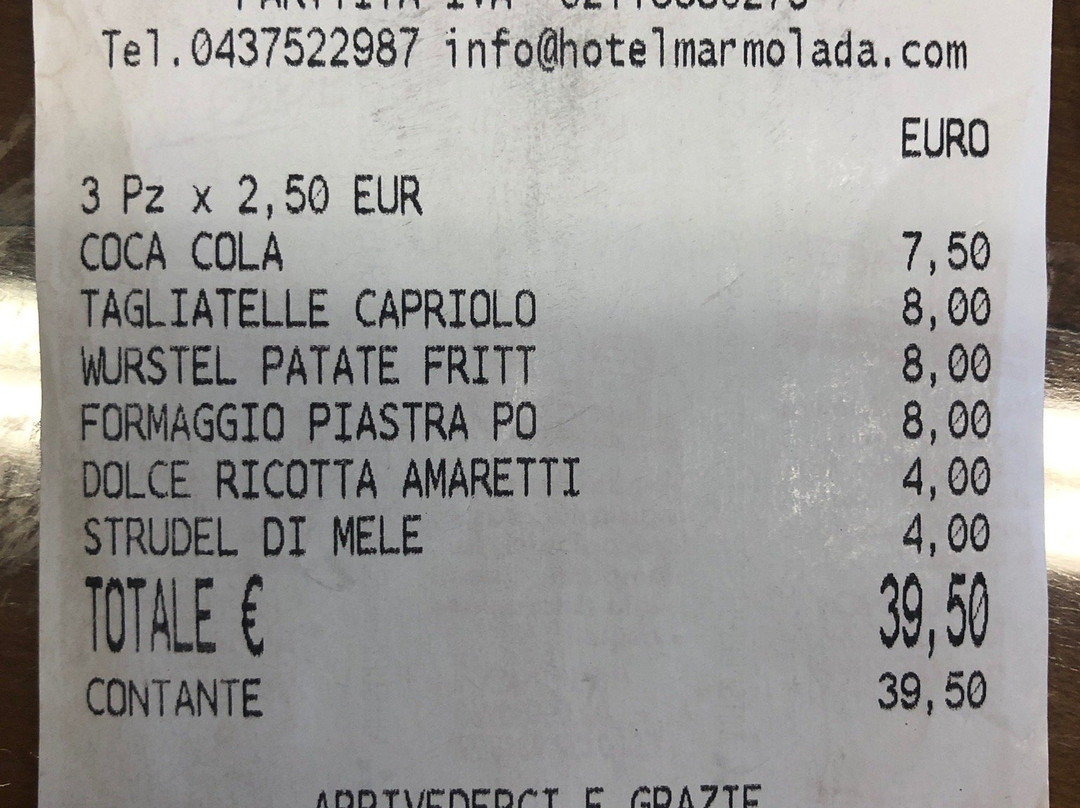 Tel.0437522987 info@hotelmarmolada.com
EURO
3 Pz x 2,50 EUR
COCA COLA 7,50
TAGLIATELLE CAPRIOLO 8,00
WURSTEL PATATE FRITT 8,00
FORMAGGIO PIASTRA PO 8,00
DOLCE RICOTTA AMARETTI 4,00
STRUDEL DI MELE 4,00
TOTALE € 39,50
CONTANTE 39,50
ARRIVEDERCI E GRAZIE